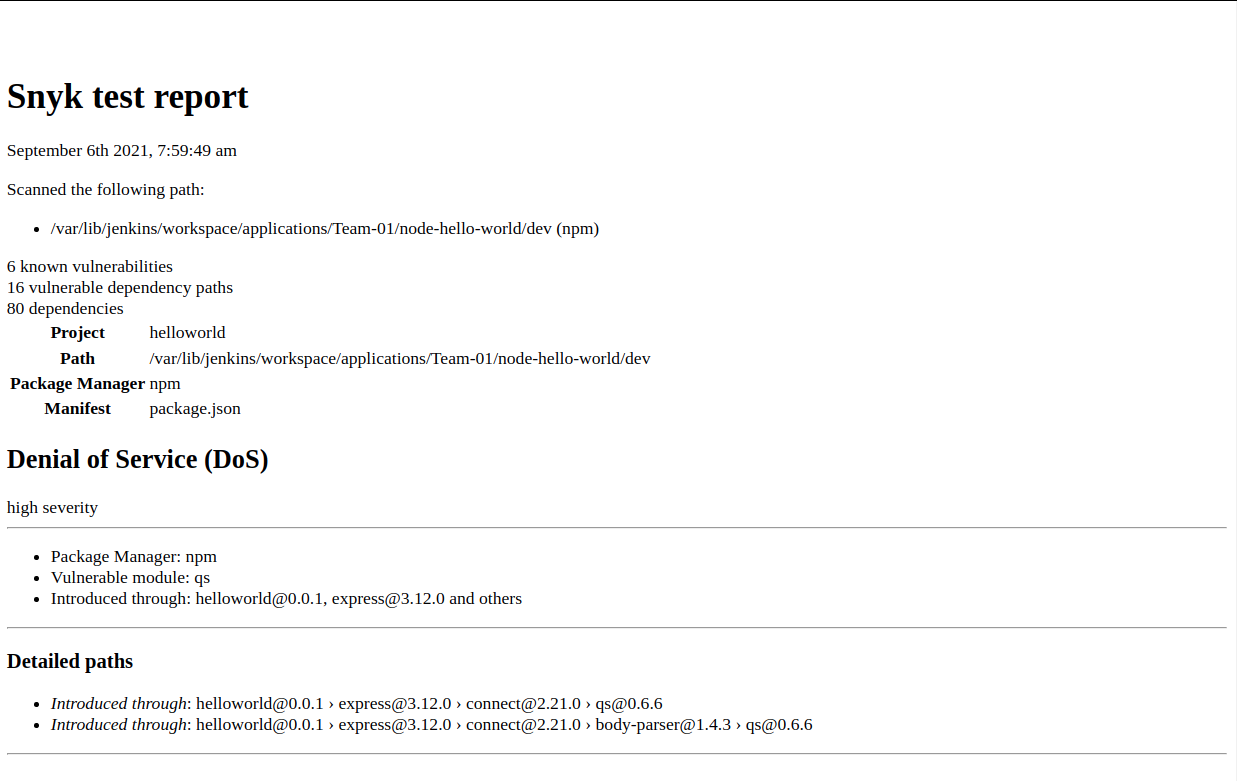 Snyk test report
September 6th 2021, 7:59:49 am
Scanned the following path:
• /var/lib/jenkins/workspace/applications/Team-01/node-hello-world/dev (npm)
6 known vulnerabilities
16 vulnerable dependency paths
80 dependencies
Project helloworld
Path /var/lib/jenkins/workspace/applications/Team-01/node-hello-world/dev
Package Manager npm
Manifest package.json
Denial of Service (DoS)
high severity
• Package Manager: npm
• Vulnerable module: qs
• Introduced through: helloworld@0.0.1, express@3.12.0 and others
Detailed paths
• Introduced through: helloworld@0.0.1 › express@3.12.0 › connect@2.21.0 › qs@0.6.6
• Introduced through: helloworld@0.0.1 › express@3.12.0 › connect@2.21.0 › body-parser@1.4.3 › qs@0.6.6